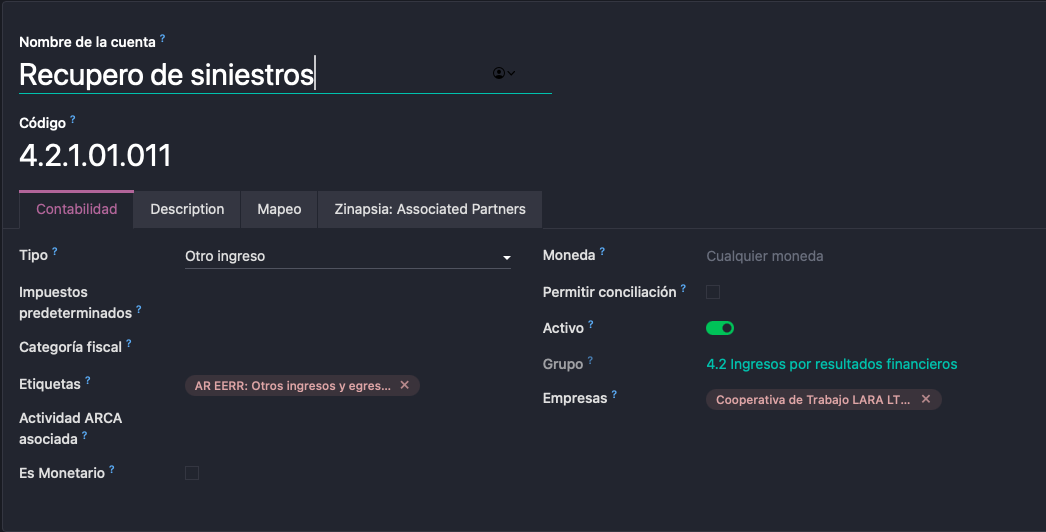 Nombre de la cuenta ?
Recupero de siniestros
Código ?
4.2.1.01.011
Contabilidad Description Mapeo Zinapsia: Associated Partners
Tipo ? Otro ingreso
Impuestos
predeterminados ?
Categoría fiscal ?
Etiquetas ? AR EERR: Otros ingresos y egres... ×
Actividad ARCA
asociada ?
Es Monetario ?
Moneda ? Cualquier moneda
Permitir conciliación ?
Activo ?
Grupo ? 4.2 Ingresos por resultados financieros
Empresas ? Cooperativa de Trabajo LARA LT... ×